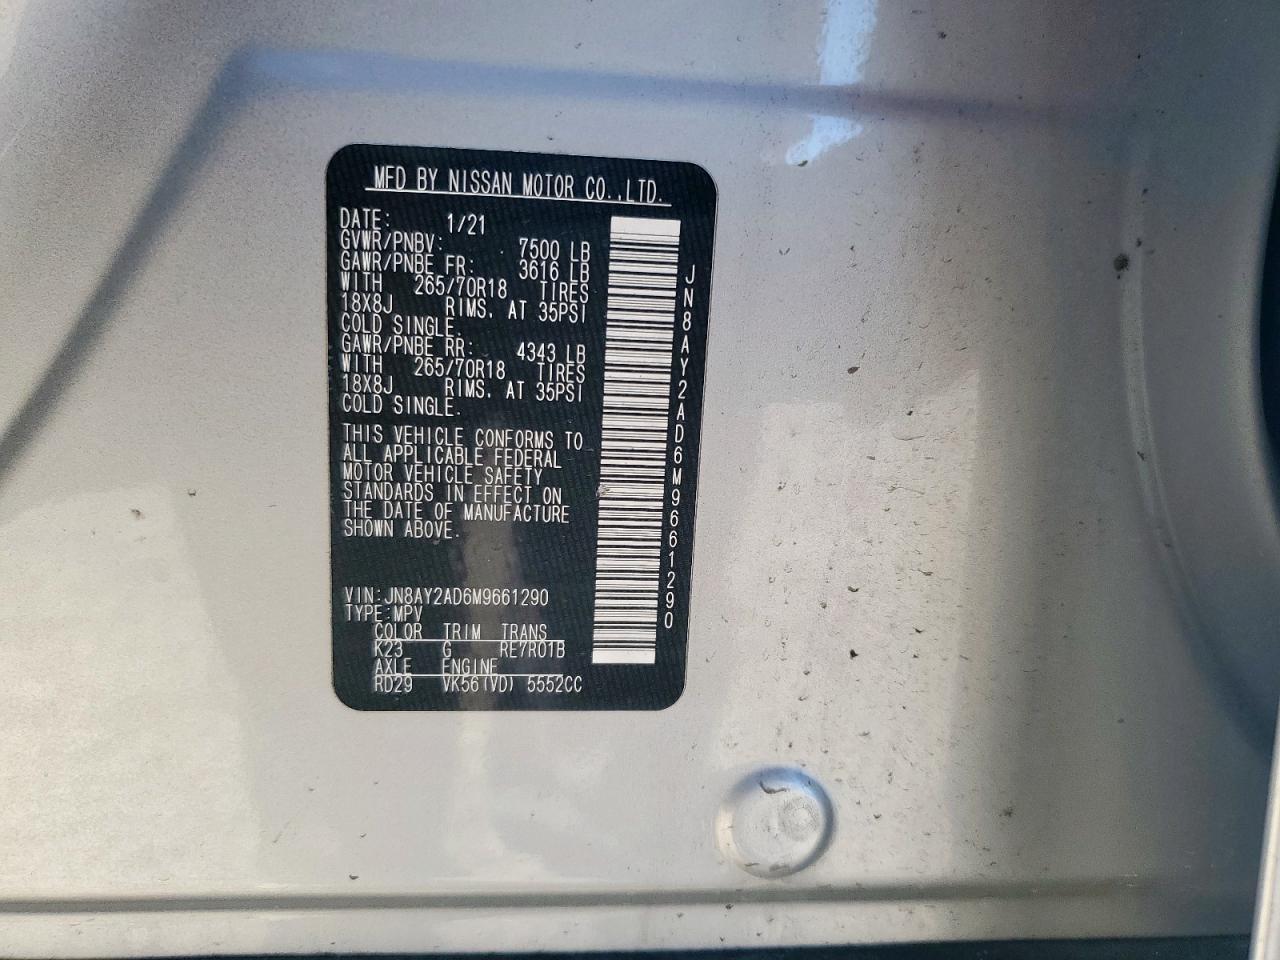 MFD BY NISSAN MOTOR CO.,LTD.
DATE: 1/21
GVWR/PNBV: 7500 LB
GAWR/PNBE FR: 3616 LB
WITH 265/70R18 TIRES
18X8J RIMS. AT 35PSI
COLD SINGLE.
GAWR/PNBE RR: 4343 LB
WITH 265/70R18 TIRES
18X8J RIMS. AT 35PSI
COLD SINGLE.
THIS VEHICLE CONFORMS TO
ALL APPLICABLE FEDERAL
MOTOR VEHICLE SAFETY
STANDARDS IN EFFECT ON
THE DATE OF MANUFACTURE
SHOWN ABOVE.
VIN:JN8AY2AD6M9661290
TYPE:MPV
COLOR TRIM TRANS
K23 G RE7R01B
AXLE ENGINE
RD29 VK56(VD) 5552CC
JN8AY2AD6M9661290